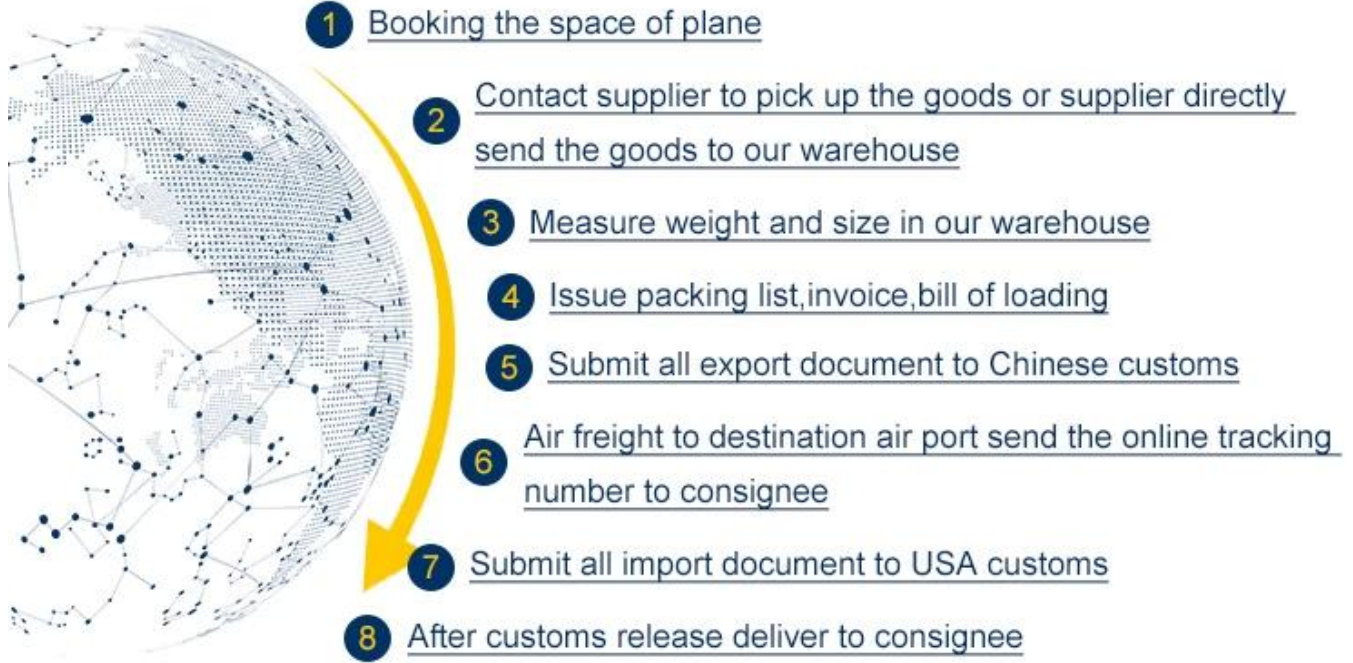 1 Booking the space of plane
2 Contact supplier to pick up the goods or supplier directly
send the goods to our warehouse
3 Measure weight and size in our warehouse
4 Issue packing list,invoice,bill of loading
5 Submit all export document to Chinese customs
6 Air freight to destination air port send the online tracking
number to consignee
7 Submit all import document to USA customs
8 After customs release deliver to consignee